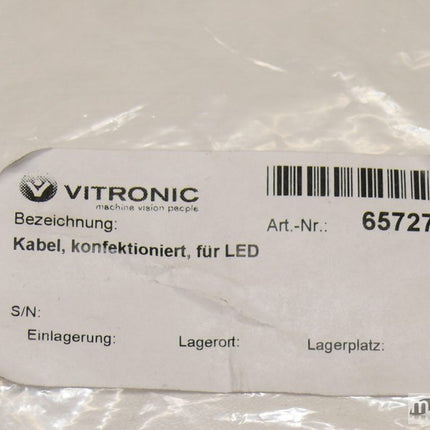 VITRONIC
machine vision people
Bezeichnung:
Art.-Nr.: 65727
Kabel, konfektioniert, für LED
S/N:
Einlagerung: Lagerort: Lagerplatz: